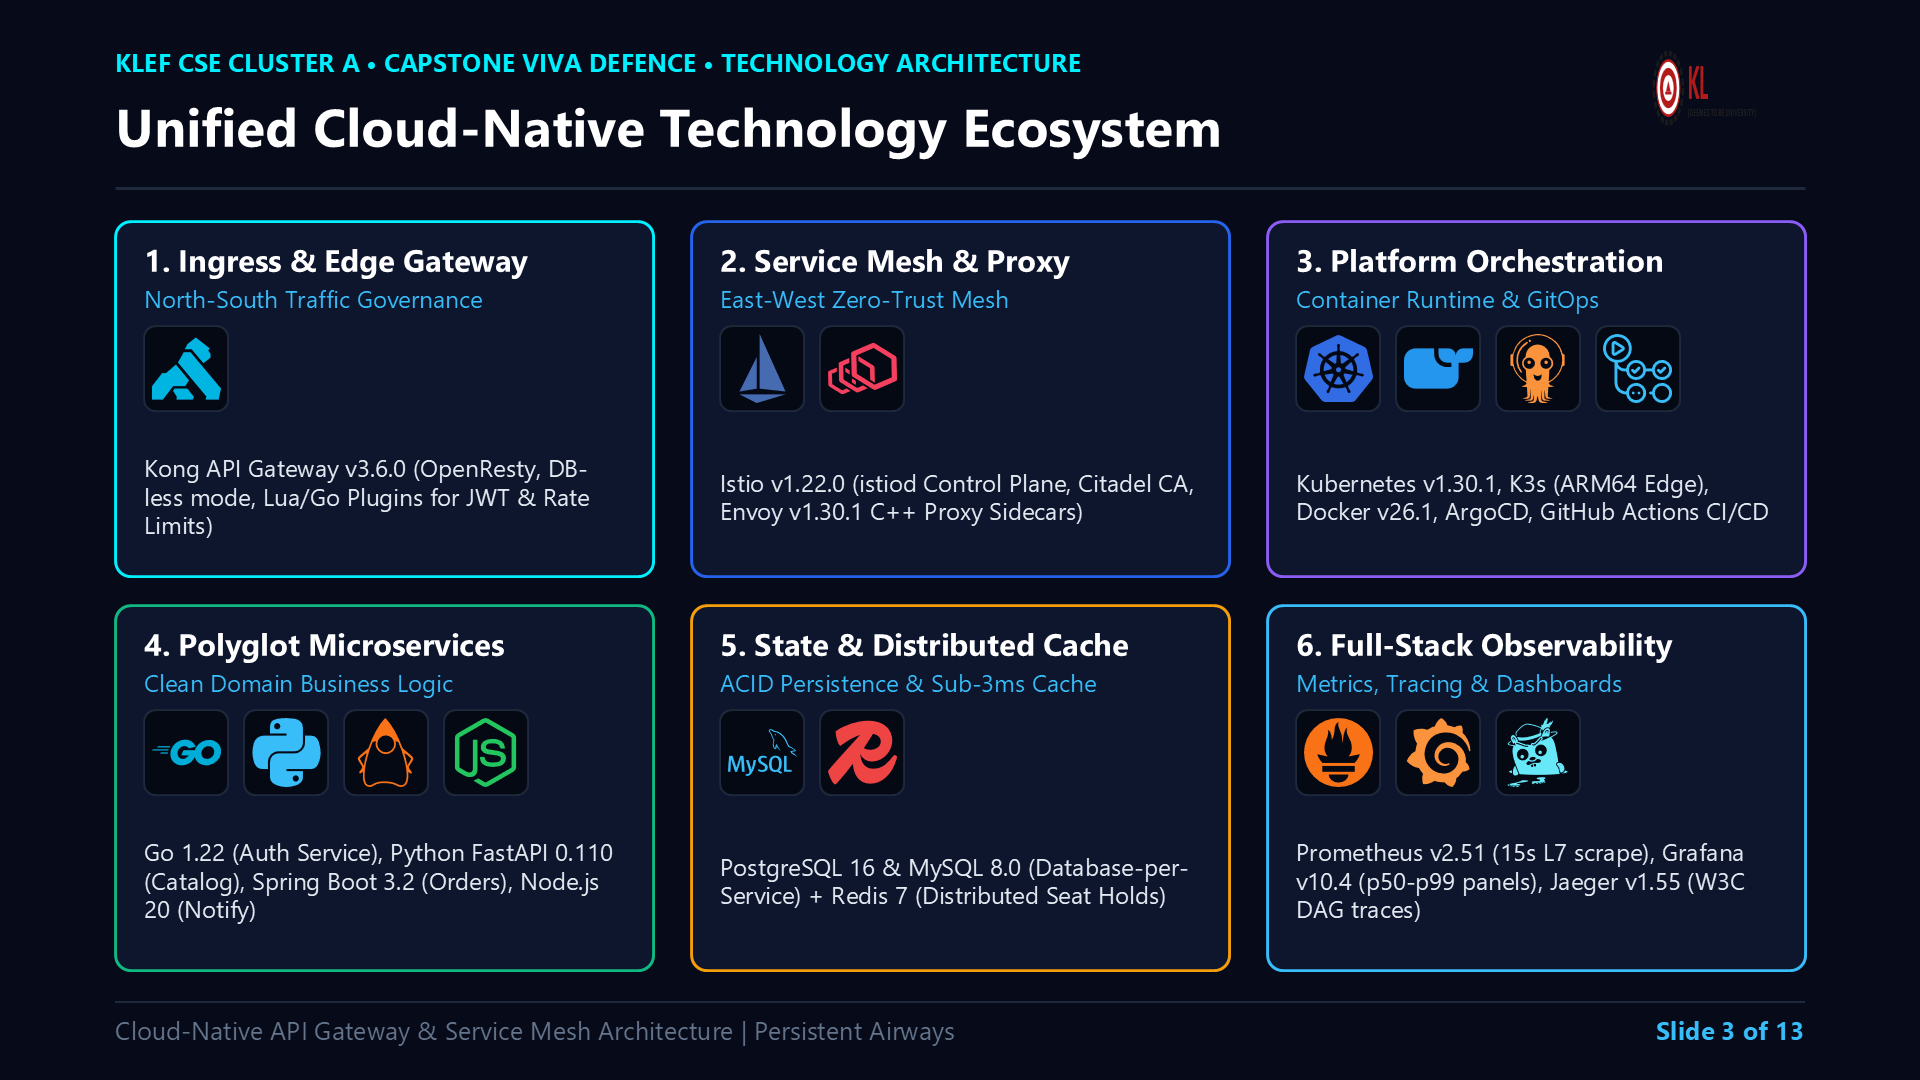 KLEF CSE CLUSTER A • CAPSTONE VIVA DEFENCE • TECHNOLOGY ARCHITECTURE
KL
(DEEMED TO BE UNIVERSITY)
Unified Cloud-Native Technology Ecosystem
1. Ingress & Edge Gateway
North-South Traffic Governance
Kong API Gateway v3.6.0 (OpenResty, DB-
less mode, Lua/Go Plugins for JWT & Rate
Limits)
2. Service Mesh & Proxy
East-West Zero-Trust Mesh
Istio v1.22.0 (istiod Control Plane, Citadel CA,
Envoy v1.30.1 C++ Proxy Sidecars)
3. Platform Orchestration
Container Runtime & GitOps
Kubernetes v1.30.1, K3s (ARM64 Edge),
Docker v26.1, ArgoCD, GitHub Actions CI/CD
4. Polyglot Microservices
Clean Domain Business Logic
GO
JS
Go 1.22 (Auth Service), Python FastAPI 0.110
(Catalog), Spring Boot 3.2 (Orders), Node.js
20 (Notify)
5. State & Distributed Cache
ACID Persistence & Sub-3ms Cache
MySQL
R
PostgreSQL 16 & MySQL 8.0 (Database-per-
Service) + Redis 7 (Distributed Seat Holds)
6. Full-Stack Observability
Metrics, Tracing & Dashboards
Prometheus v2.51 (15s L7 scrape), Grafana
v10.4 (p50-p99 panels), Jaeger v1.55 (W3C
DAG traces)
Cloud-Native API Gateway & Service Mesh Architecture | Persistent Airways
Slide 3 of 13